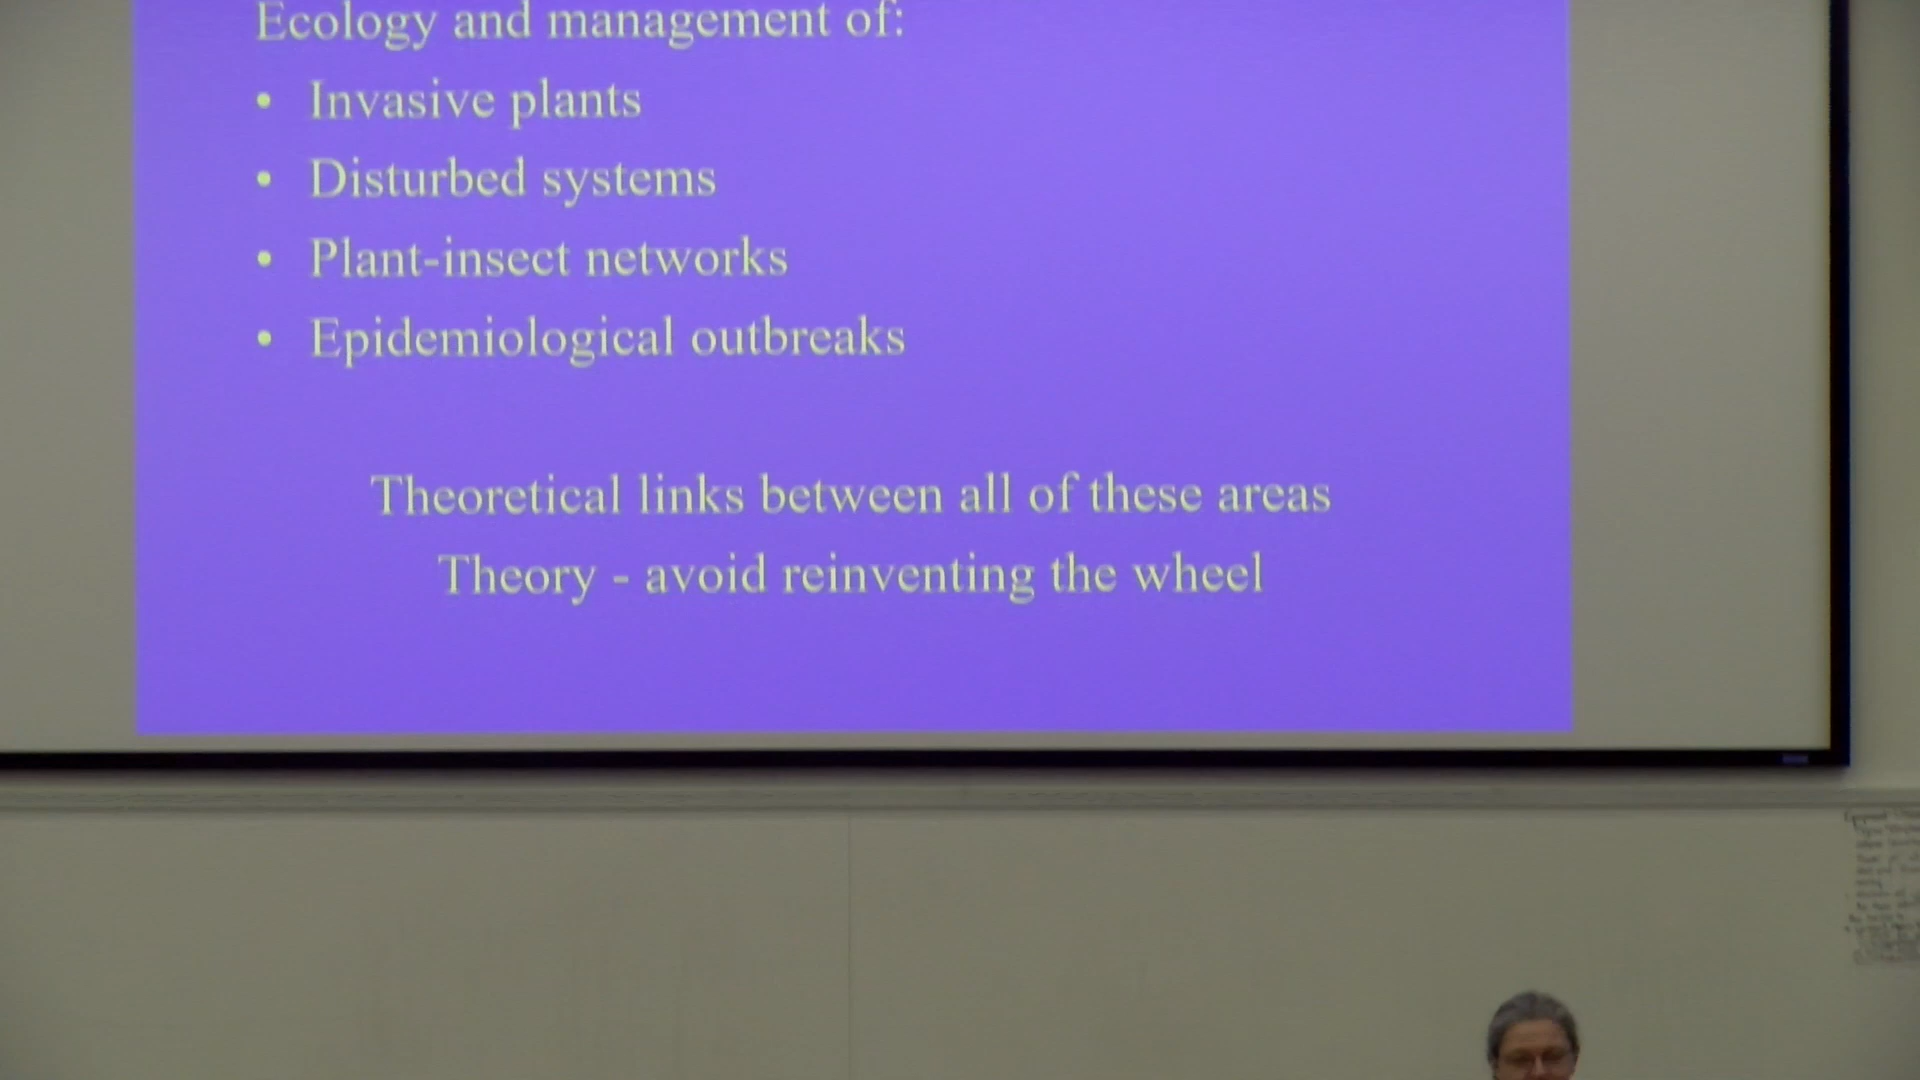 Ecology and management of:
• Invasive plants
• Disturbed systems
• Plant-insect networks
• Epidemiological outbreaks
Theoretical links between all of these areas
Theory - avoid reinventing the wheel